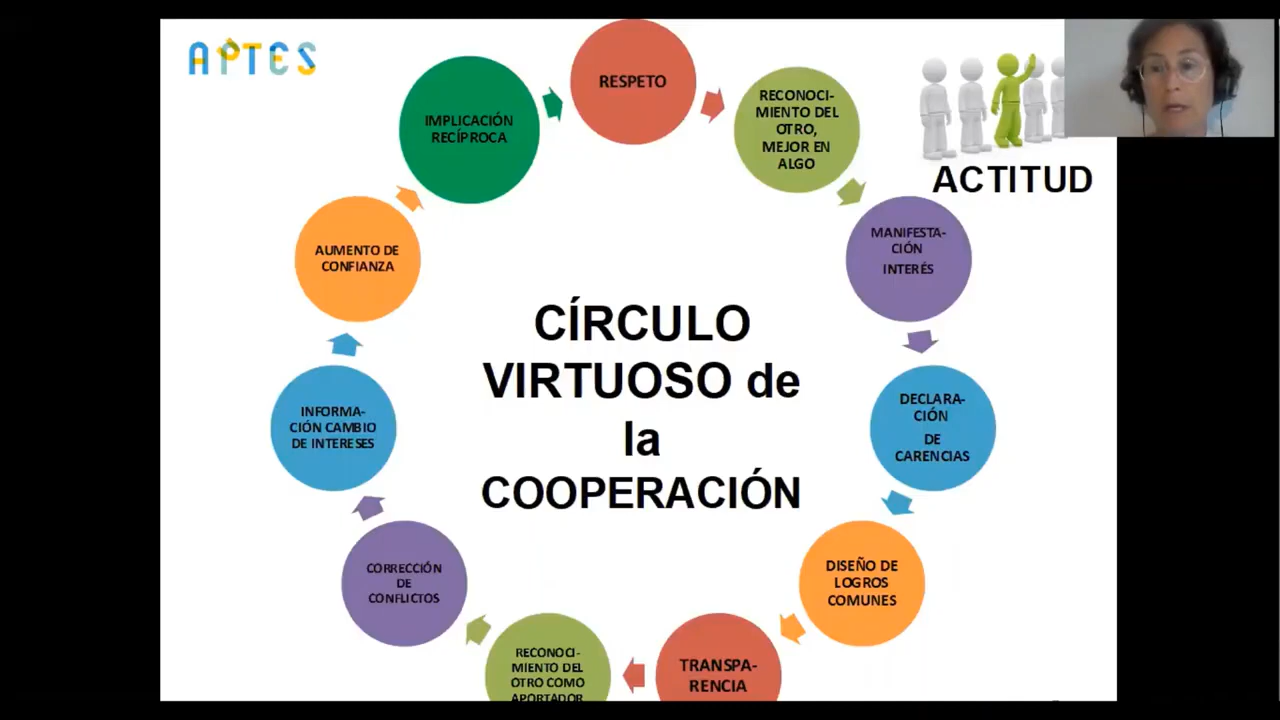 APTES
RESPETO
RECONOCI-
MIENTO DEL
OTRO,
MEJOR EN
ALGO
ACTITUD
MANIFESTA-
CIÓN
INTERÉS
DECLARA-
CIÓN
DE
CARENCIAS
DISEÑO DE
LOGROS
COMUNES
TRANSPA-
RENCIA
RECONOCI-
MIENTO DEL
OTRO COMO
APORTADOR
CORRECCIÓN
DE
CONFLICTOS
INFORMA-
CIÓN CAMBIO
DE INTERESES
AUMENTO DE
CONFIANZA
IMPLICACIÓN
RECÍPROCA
CÍRCULO
VIRTUOSO de
la
COOPERACIÓN